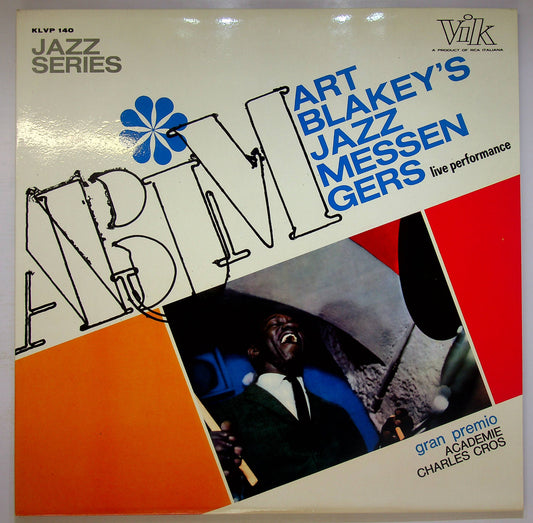 KLVP 140
JAZZ
SERIES
Vik
A PRODUCT OF RCA ITALIANA
ART
BLAKEY'S
JAZZ
MESSEN
GERS live performance
ABJM
gran premio
ACADEMIE
CHARLES CROS